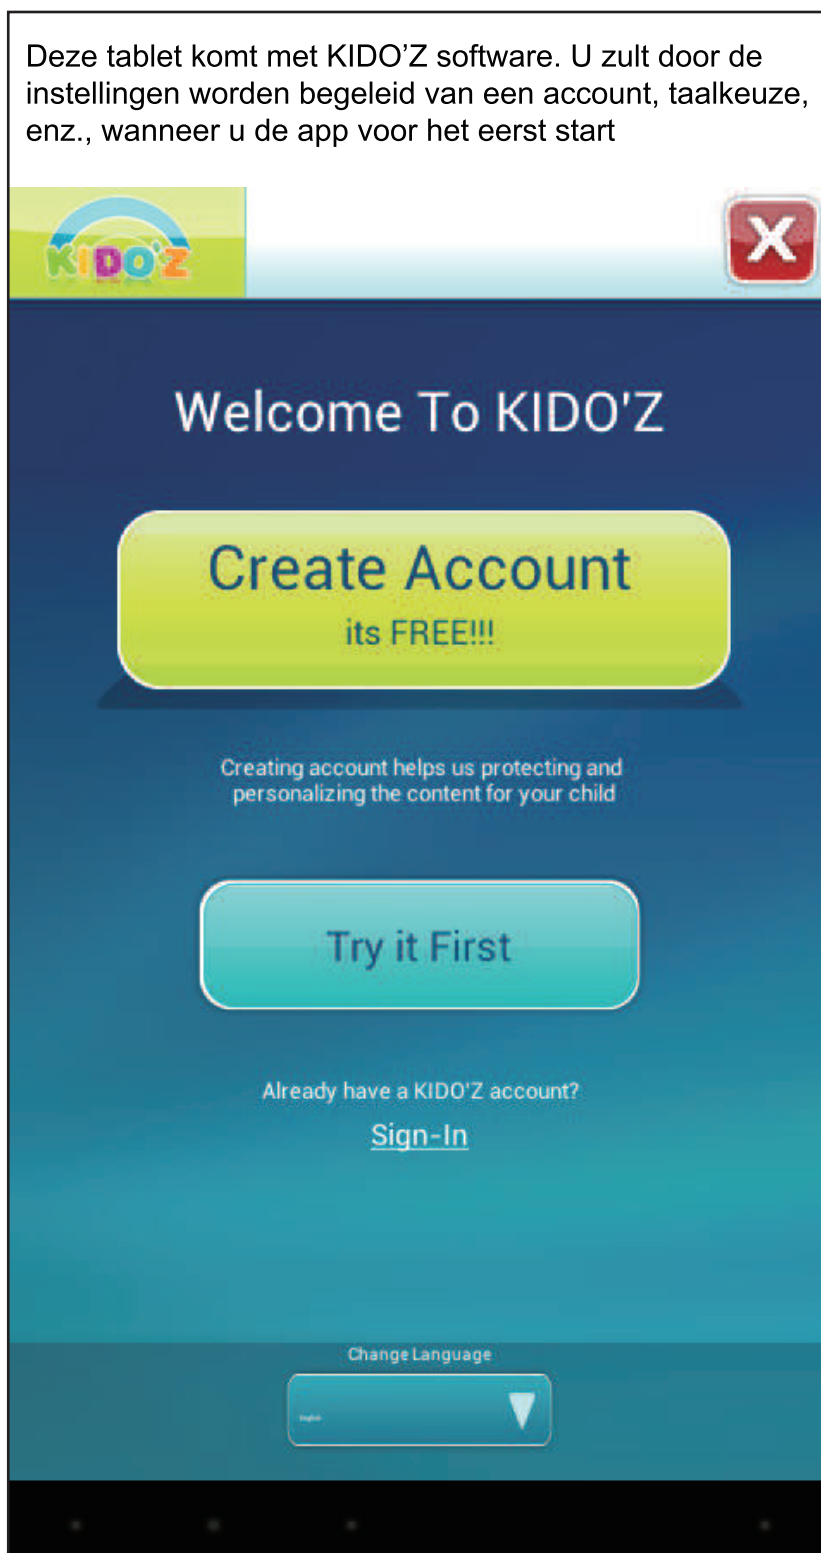 Deze tablet komt met KIDO’Z software. U zult door de
instellingen worden begeleid van een account, taalkeuze,
enz., wanneer u de app voor het eerst start
KIDO'Z
X
Welcome To KIDO'Z
Create Account
its FREE!!!
Creating account helps us protecting and
personalizing the content for your child
Try it First
Already have a KIDO'Z account?
Sign-In
Change Language
English